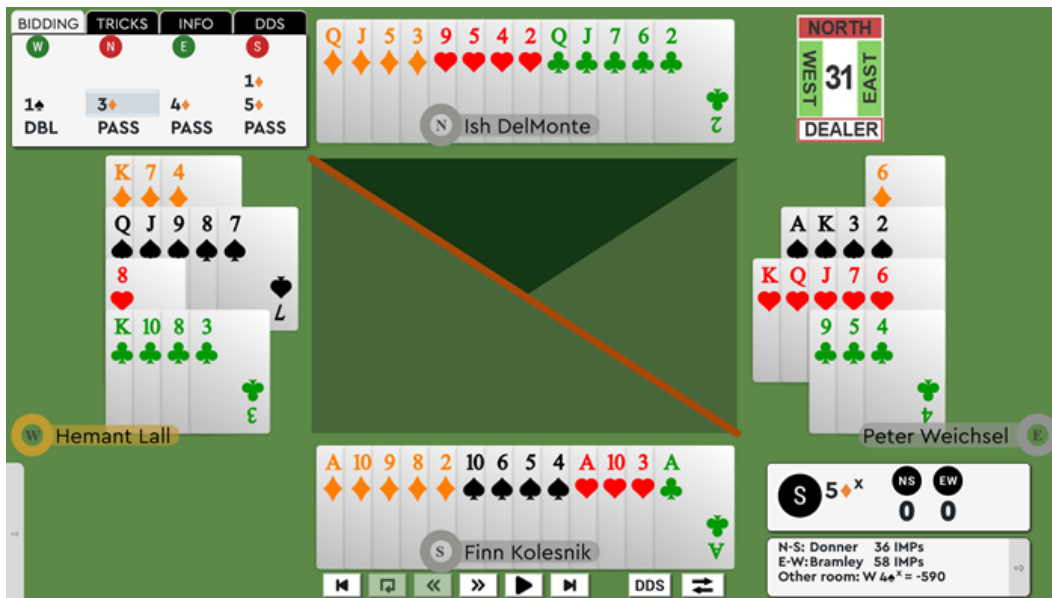 BIDDING TRICKS INFO DDS
W N E S
1♦
1♠ 3♦ 4♦ 5♦
DBL PASS PASS PASS
Q J 5 3 9 5 4 2 Q J 7 6 2
2
N Ish DelMonte
NORTH
WEST 31 EAST
DEALER
K 7 4
Q J 9 8 7
7
8
K 10 8 3
3
W Hemant Lall
6
A K 3 2
K Q J 7 6
9 5 4
4
Peter Weichsel E
A 10 9 8 2 10 6 5 4 A 10 3 A
A
S Finn Kolesnik
S 5♦x NS EW
0 0
N-S: Donner 36 IMPs
E-W:Bramley 58 IMPs
Other room: W 4♠x = -590
DDS